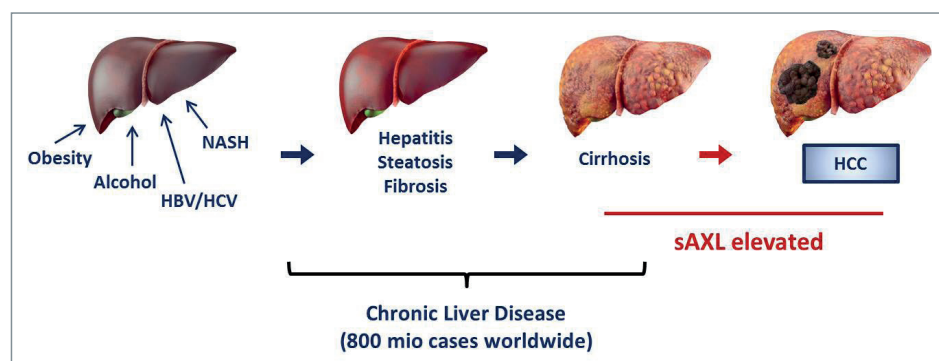 Obesity
Alcohol
HBV/HCV
NASH
Hepatitis
Steatosis
Fibrosis
Cirrhosis
HCC
sAXL elevated
Chronic Liver Disease
(800 mio cases worldwide)